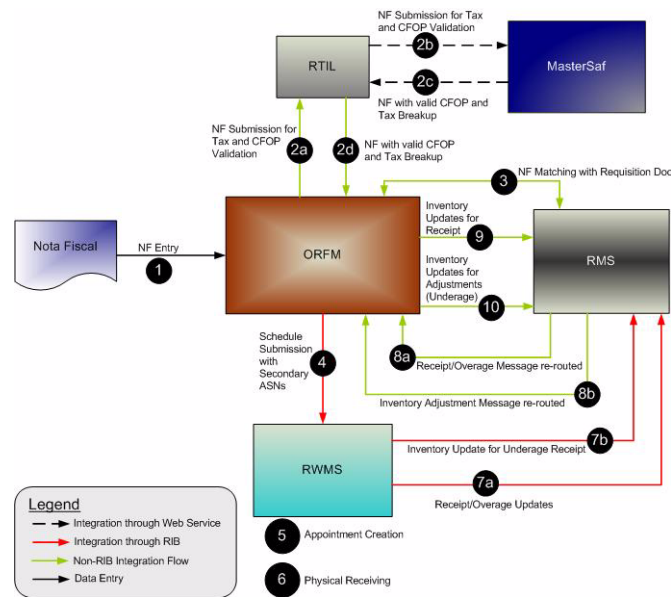 NF Submission for Tax
and CFOP Validation
2b
RTIL
MasterSaf
2c
NF with valid CFOP and
Tax Breakup
NF Submission for
Tax and CFOP
Validation
2a
2d
NF with valid CFOP
and Tax Breakup
3
NF Matching with Requisition Doc
Nota Fiscal
NF Entry
1
ORFM
Inventory
Updates for
Receipt
9
RMS
Inventory
Updates for
Adjustments
(Underage)
10
Schedule
Submission
with
Secondary
ASNs
4
8a
Receipt/Overage Message re-routed
8b
Inventory Adjustment Message re-routed
RWMS
7b
Inventory Update for Underage Receipt
7a
Receipt/Overage Updates
5
Appointment Creation
6
Physical Receiving
Legend
Integration through Web Service
Integration through RIB
Non-RIB Integration Flow
Data Entry